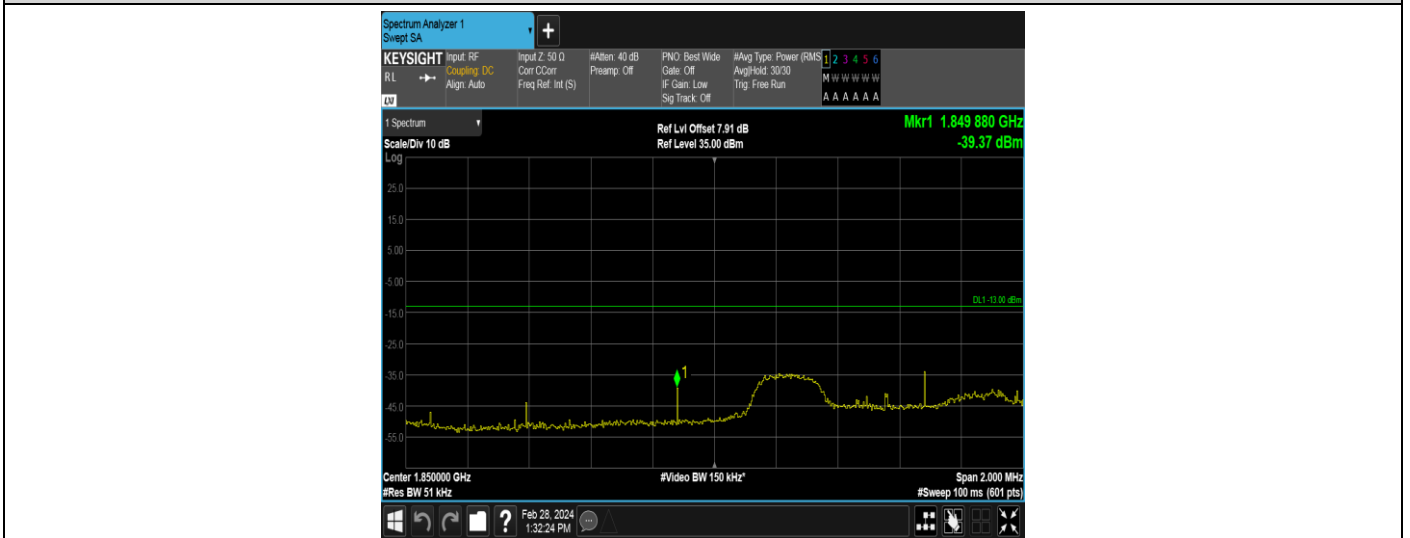 Spectrum Analyzer 1
Swept SA
+
KEYSIGHT
RL
LXI
Input: RF
Coupling: DC
Align: Auto
Input Z: 50 Ω
Corr CCorr
Freq Ref: Int (S)
#Atten: 40 dB
Preamp: Off
PNO: Best Wide
Gate: Off
IF Gain: Low
Sig Track: Off
#Avg Type: Power (RMS
Avg|Hold: 30/30
Trig: Free Run
1 2 3 4 5 6
M W W W W W
A A A A A A
1 Spectrum
Scale/Div 10 dB
Ref Lvl Offset 7.91 dB
Ref Level 35.00 dBm
Mkr1 1.849 880 GHz
-39.37 dBm
Log
25.0
15.0
5.00
-5.00
DL1 -13.00 dBm
-15.0
-25.0
-35.0
1
-45.0
-55.0
Center 1.850000 GHz
#Video BW 150 kHz*
Span 2.000 MHz
#Res BW 51 kHz
#Sweep 100 ms (601 pts)
?
Feb 28, 2024
1:32:24 PM